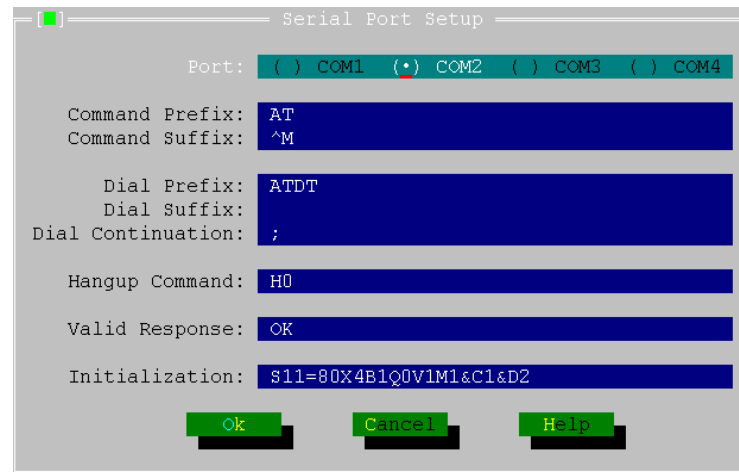 Serial Port Setup
Port: ( ) COM1 (•) COM2 ( ) COM3 ( ) COM4
Command Prefix: AT
Command Suffix: ^M
Dial Prefix: ATDT
Dial Suffix:
Dial Continuation: ;
Hangup Command: H0
Valid Response: OK
Initialization: S11=80X4B1Q0V1M1&C1&D2
Ok Cancel Help